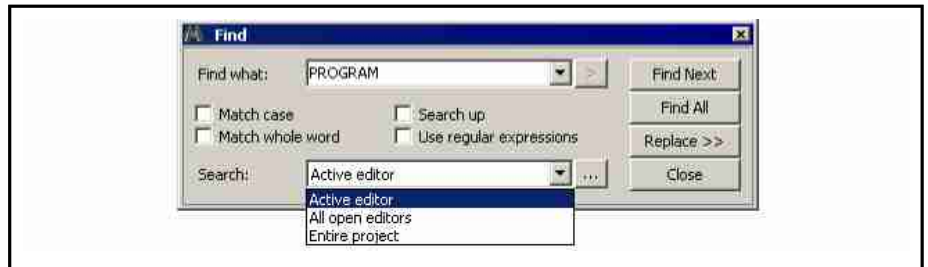 Find
Find what: PROGRAM > Find Next
Match case Search up Find All
Match whole word Use regular expressions Replace >>
Search: Active editor ... Close
Active editor
All open editors
Entire project